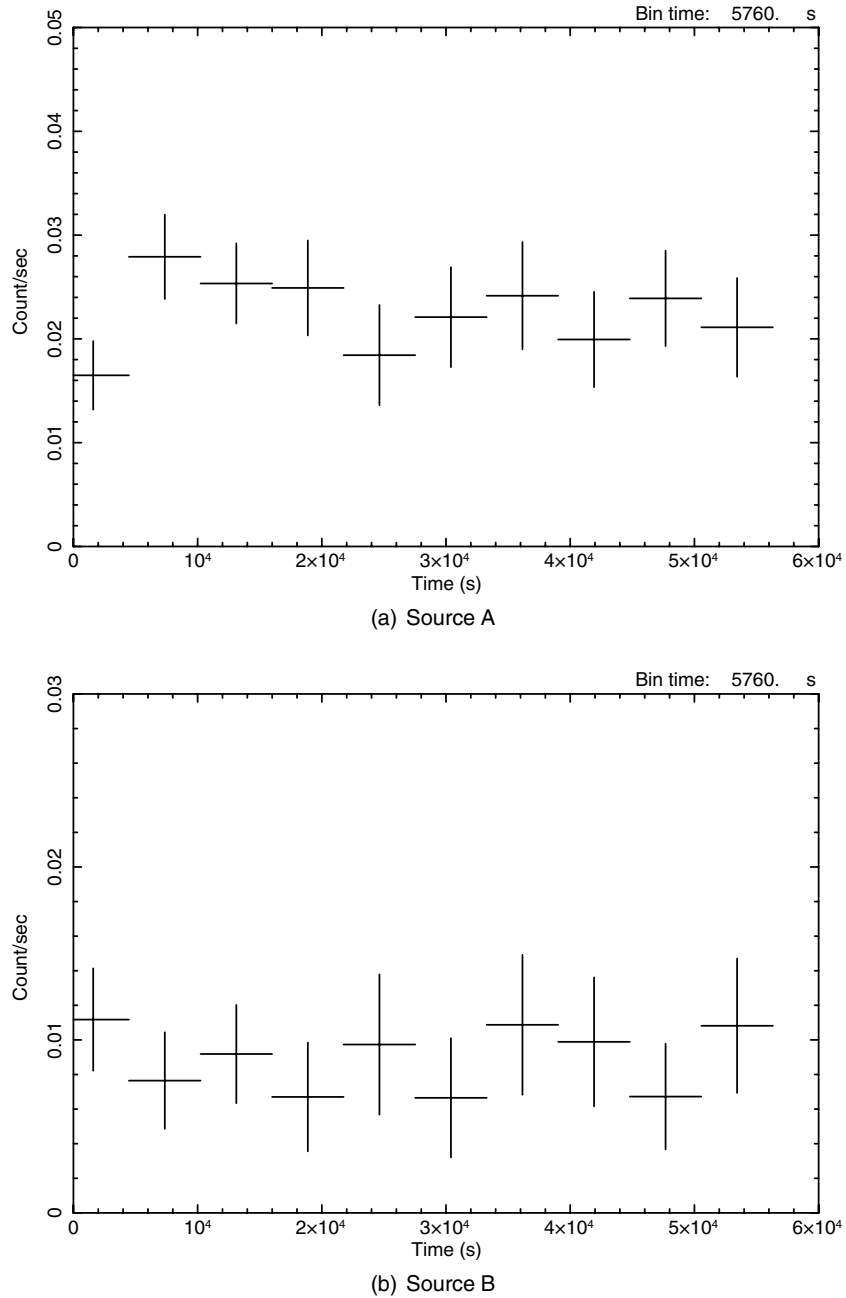 Bin time: 5760. s
0.05
0.04
0.03
0.02
0.01
0
Count/sec
0 10⁴ 2×10⁴ 3×10⁴ 4×10⁴ 5×10⁴ 6×10⁴
Time (s)
(a) Source A
Bin time: 5760. s
0.03
0.02
0.01
0
Count/sec
0 10⁴ 2×10⁴ 3×10⁴ 4×10⁴ 5×10⁴ 6×10⁴
Time (s)
(b) Source B